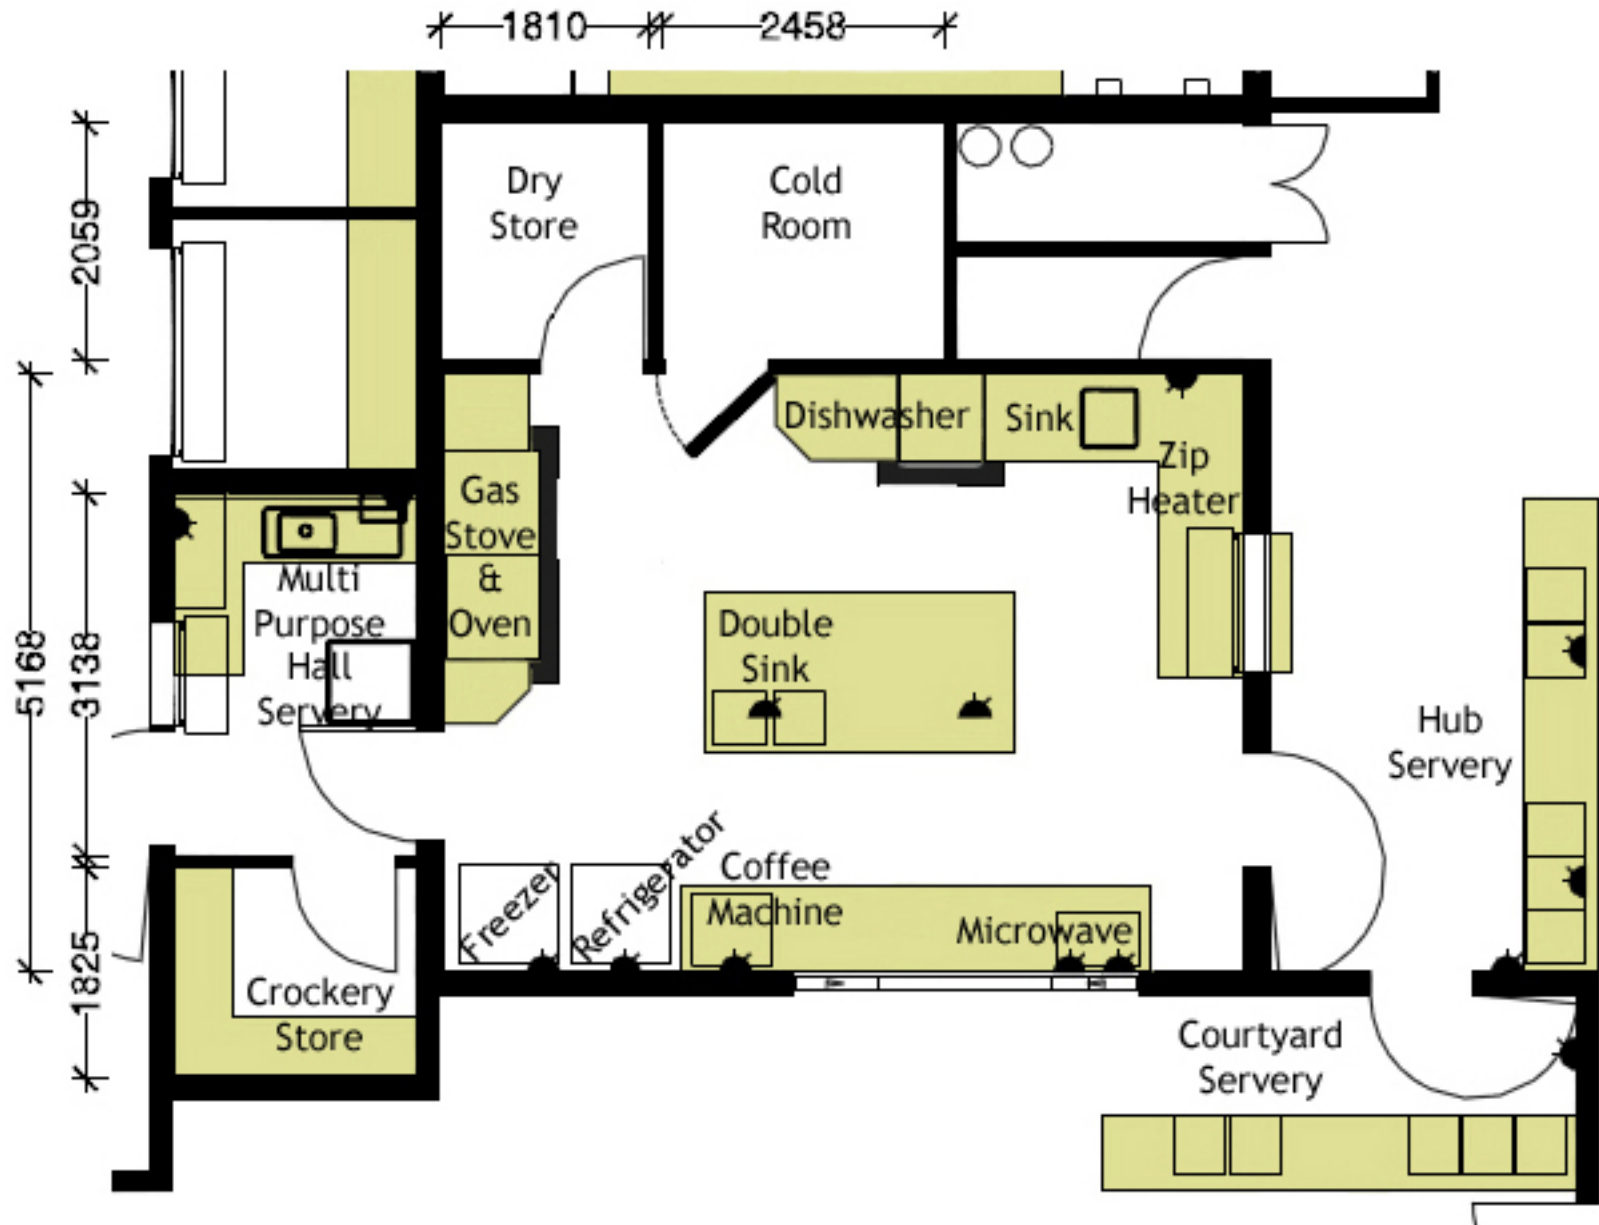 1810
2458
Dry
Store
Cold
Room
2059
Dishwasher
Sink
Zip
Heater
Gas
Stove
&
Oven
Multi
Purpose
Hall
Servery
Double
Sink
5168
3138
Hub
Servery
Freezer
Refrigerator
Coffee
Machine
Microwave
1825
Crockery
Store
Courtyard
Servery